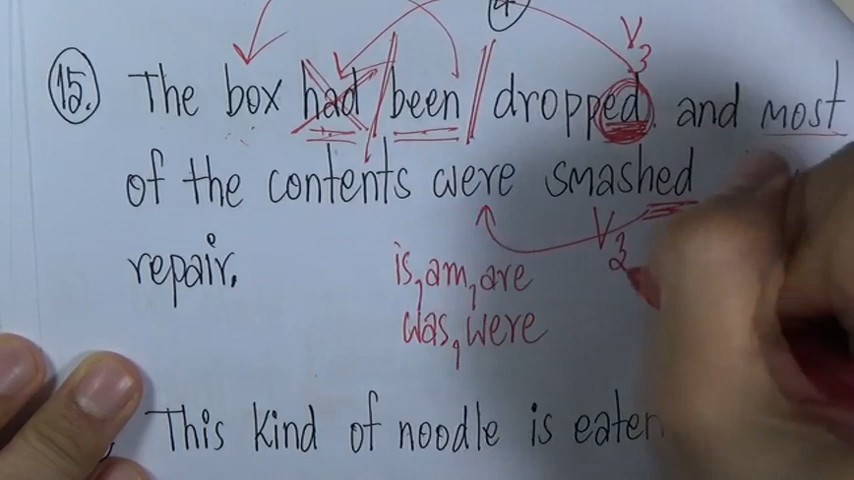 4
V3
15. The box had been dropped and most
of the contents were smashed
V3
repair.
is, am, are
was, were
This kind of noodle is eaten